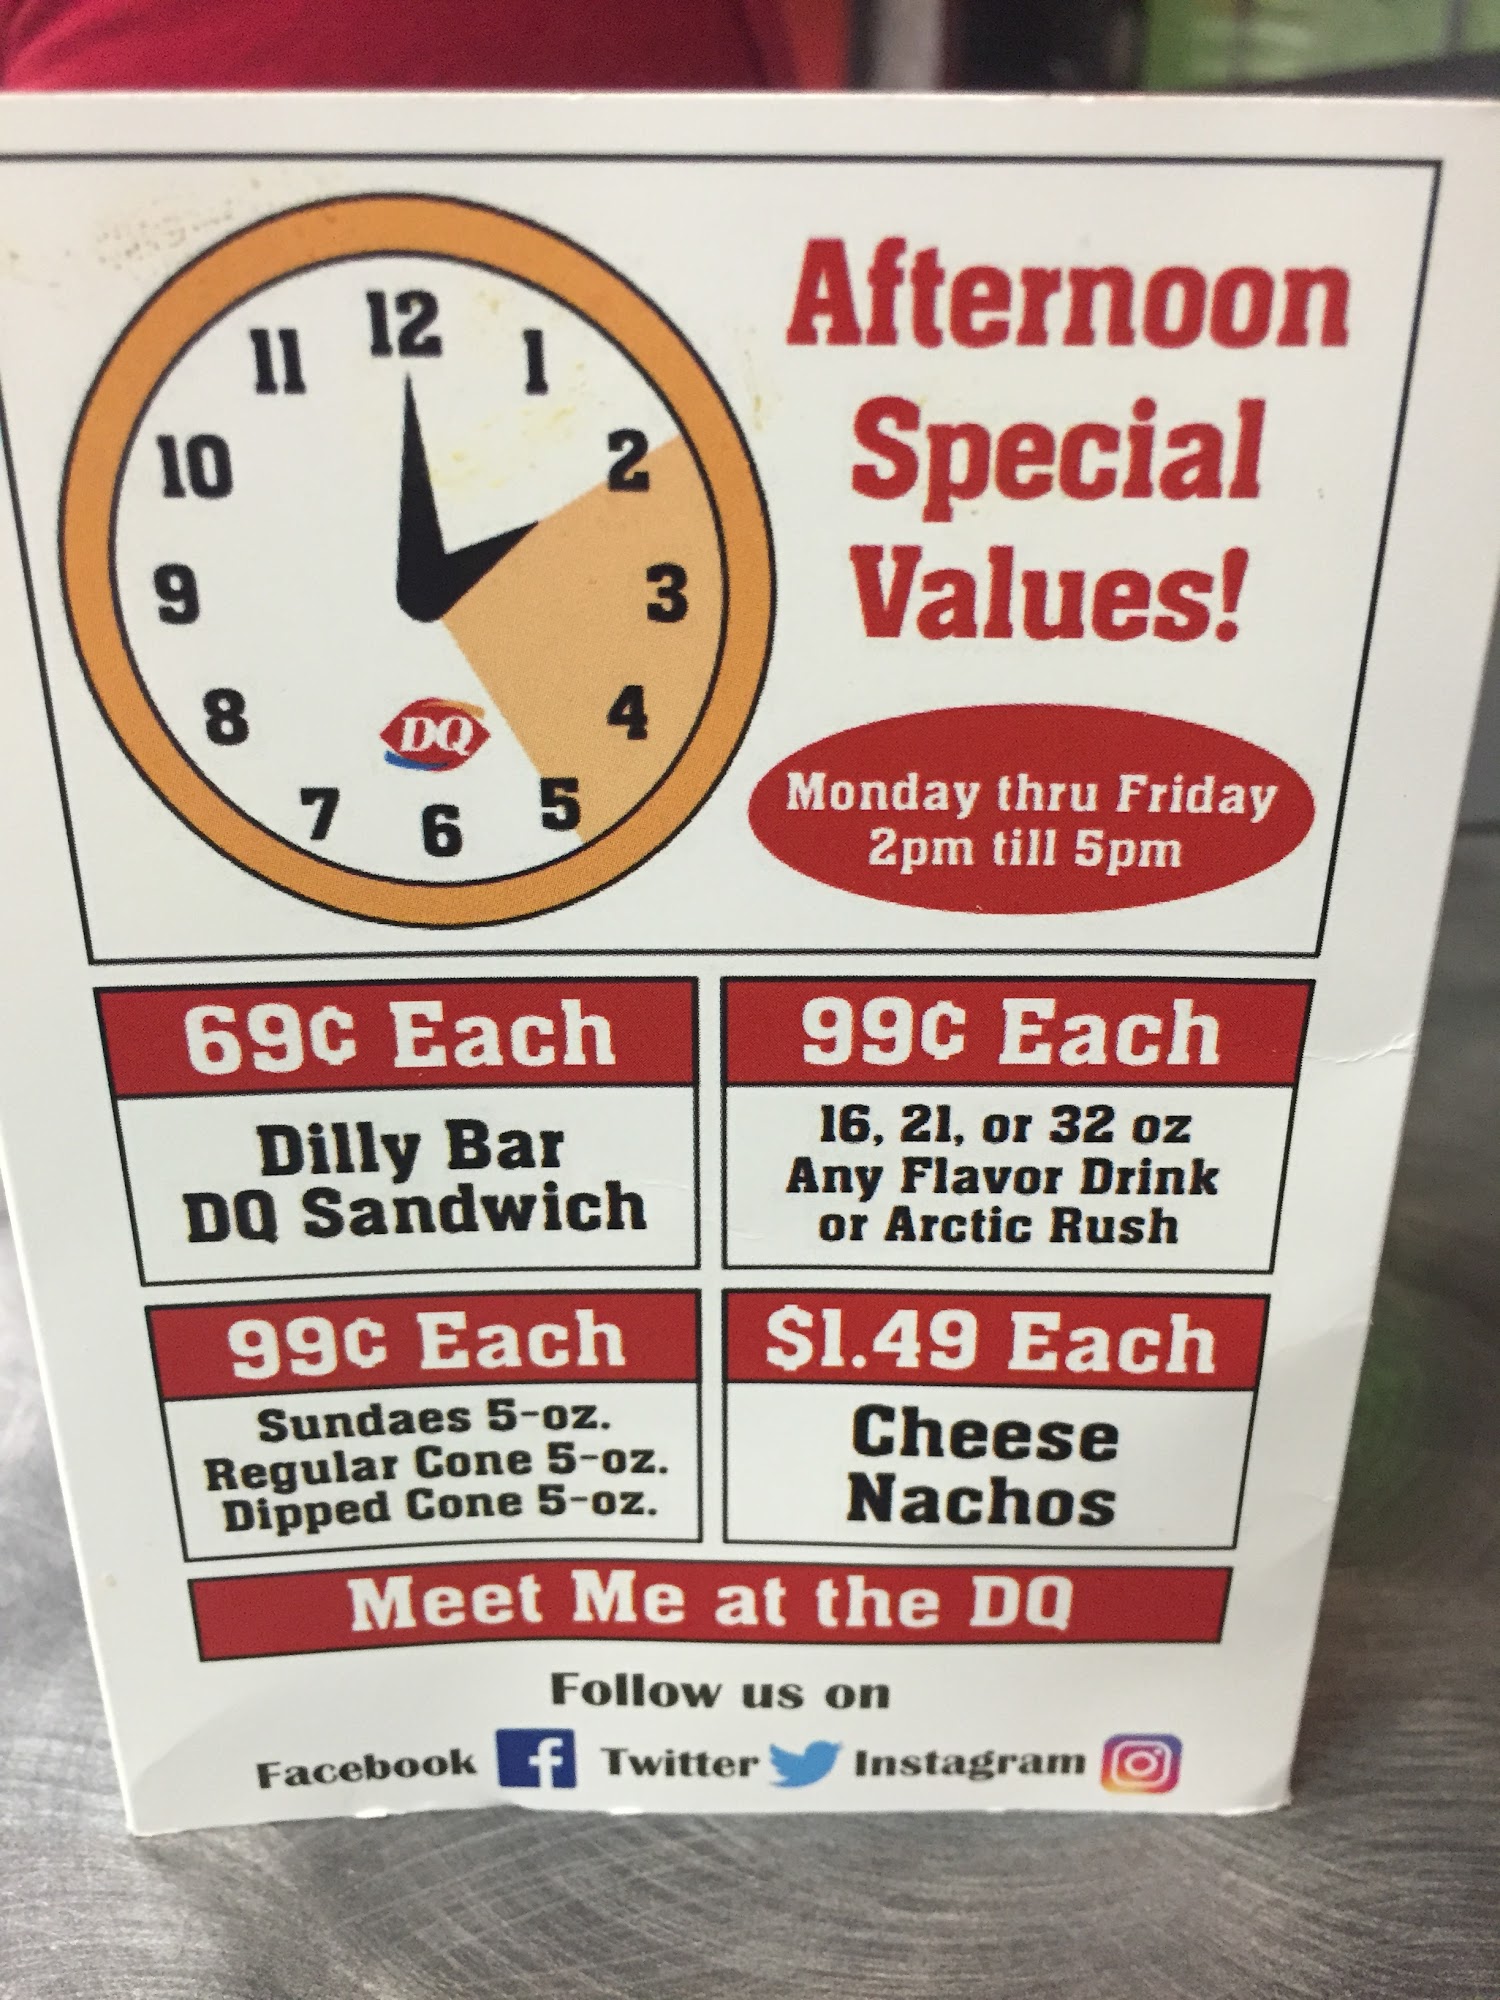 12
11
1
10
2
9
3
8
4
7
6
5
DQ
Afternoon
Special
Values!
Monday thru Friday
2pm till 5pm
69¢ Each
Dilly Bar
DQ Sandwich
99¢ Each
16, 21, or 32 oz
Any Flavor Drink
or Arctic Rush
99¢ Each
Sundaes 5-oz.
Regular Cone 5-oz.
Dipped Cone 5-oz.
$1.49 Each
Cheese
Nachos
Meet Me at the DQ
Follow us on
Facebook f Twitter Instagram